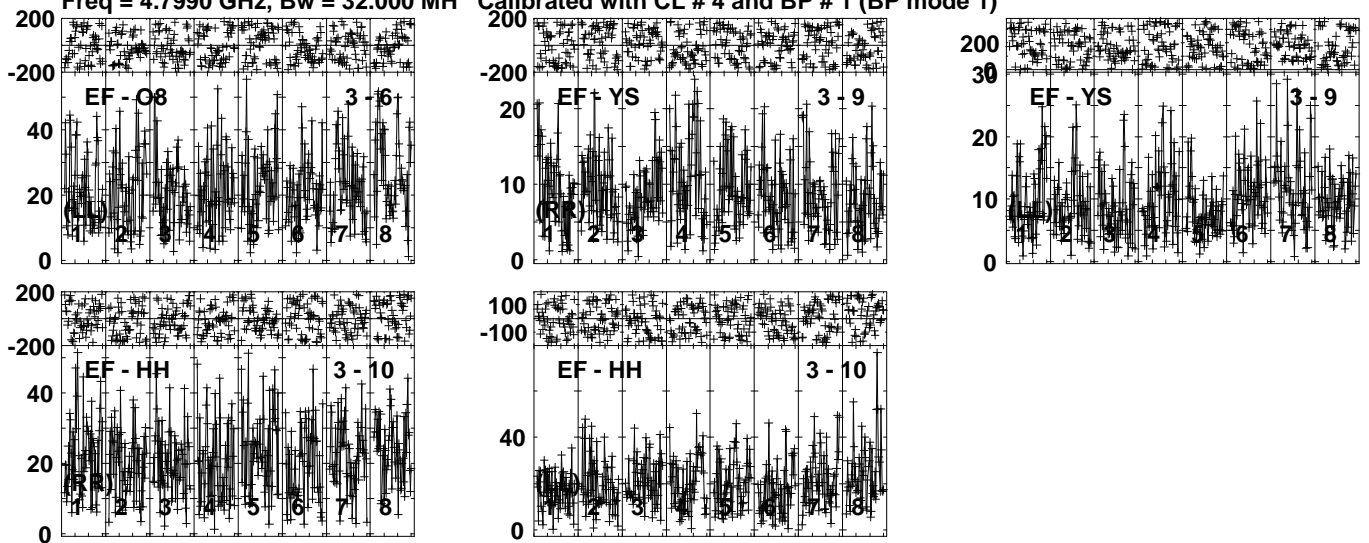 Freq = 4.7990 GHz, Bw = 32.000 MH Calibrated with CL # 4 and BP # 1 (BP mode 1)
200
-200
EF - O8 3 - 6
40
20
0
(LL)
1 2 3 4 5 6 7 8
200
-200
EF - YS 3 - 9
20
10
0
(RR)
1 2 3 4 5 6 7 8
200
0
30
EF - YS 3 - 9
20
10
0
(LL)
1 2 3 4 5 6 7 8
200
-200
EF - HH 3 - 10
40
20
0
(RR)
1 2 3 4 5 6 7 8
100
-100
EF - HH 3 - 10
40
0
(LL)
1 2 3 4 5 6 7 8